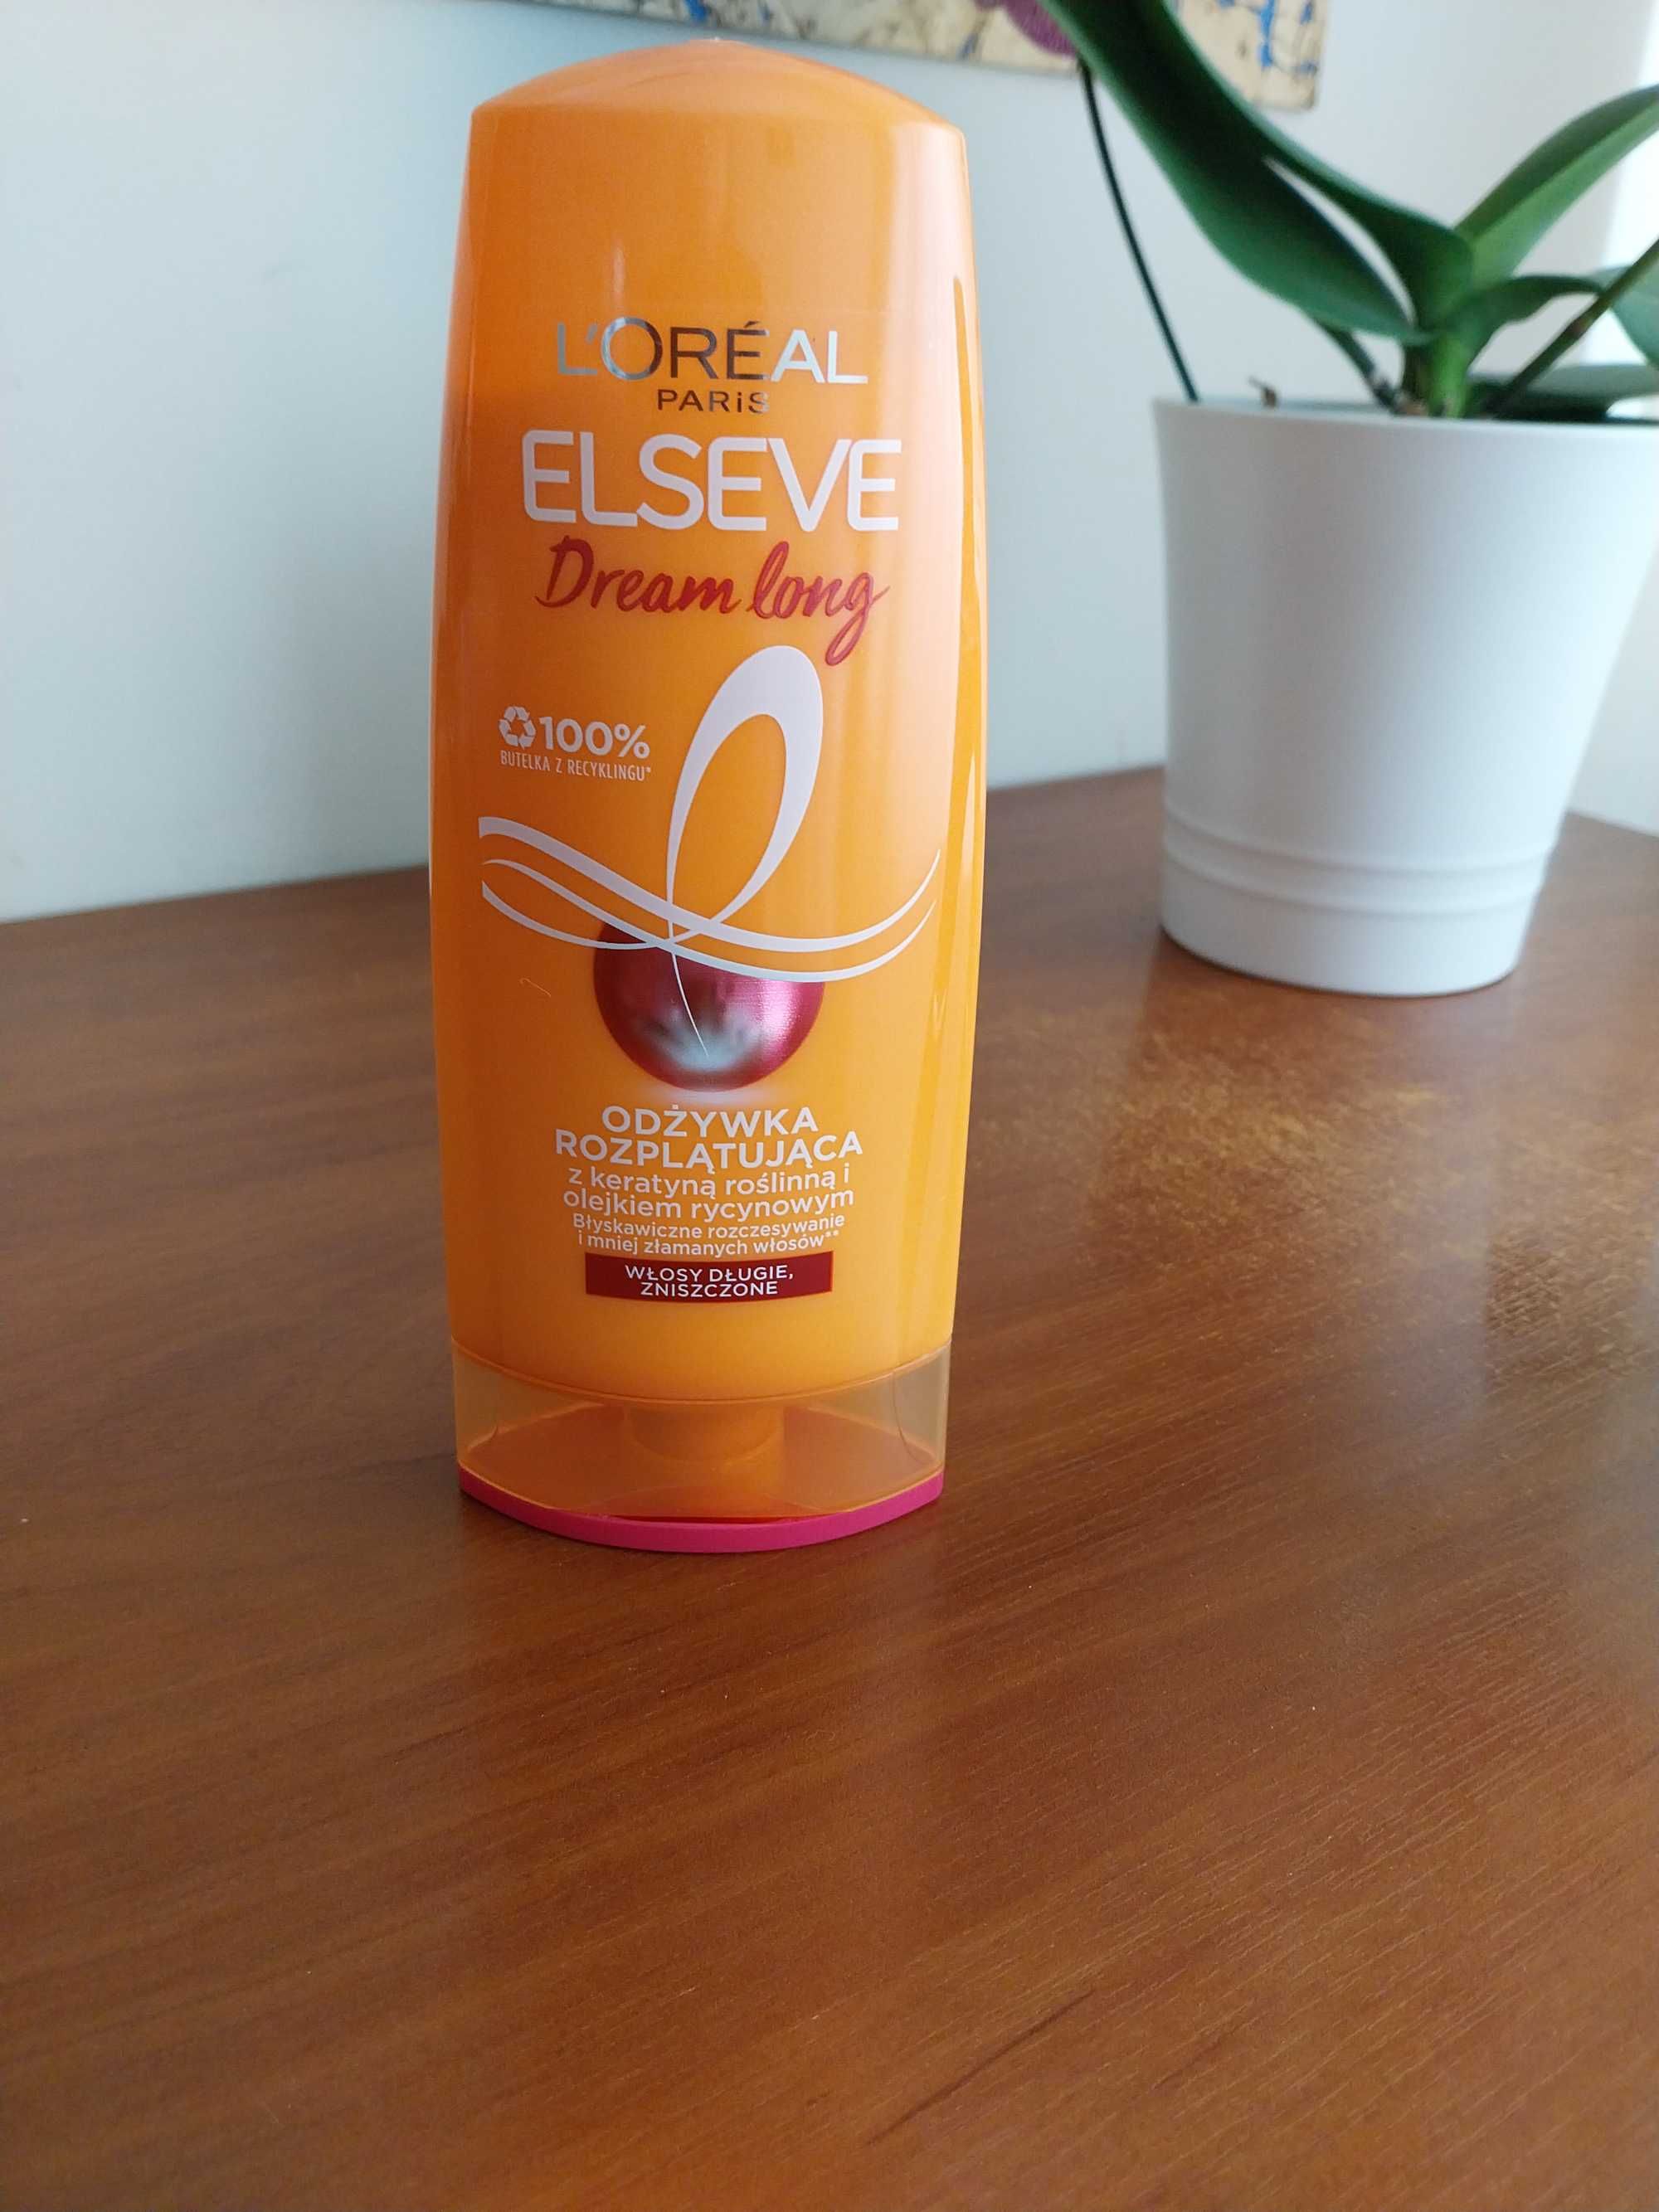 L'ORÉAL
PARiS
ELSEVE
Dream long
100%
BUTELKA Z RECYKLINGU*
ODŻYWKA
ROZPLĄTUJĄCA
z keratyną roślinną i
olejkiem rycynowym
Błyskawiczne rozczesywanie
i mniej złamanych włosów**
WŁOSY DŁUGIE,
ZNISZCZONE